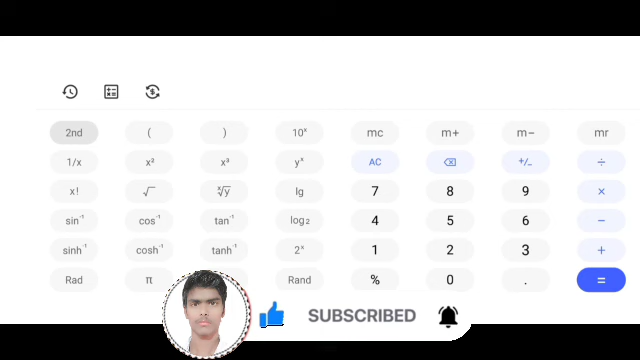 2nd ( ) 10ˣ mc m+ m− mr
1/x x² x³ yˣ AC +/− ÷
x! √ ˣ√y lg 7 8 9 ×
sin⁻¹ cos⁻¹ tan⁻¹ log₂ 4 5 6 −
sinh⁻¹ cosh⁻¹ tanh⁻¹ 2ˣ 1 2 3 +
Rad π Rand % 0 . =
SUBSCRIBED